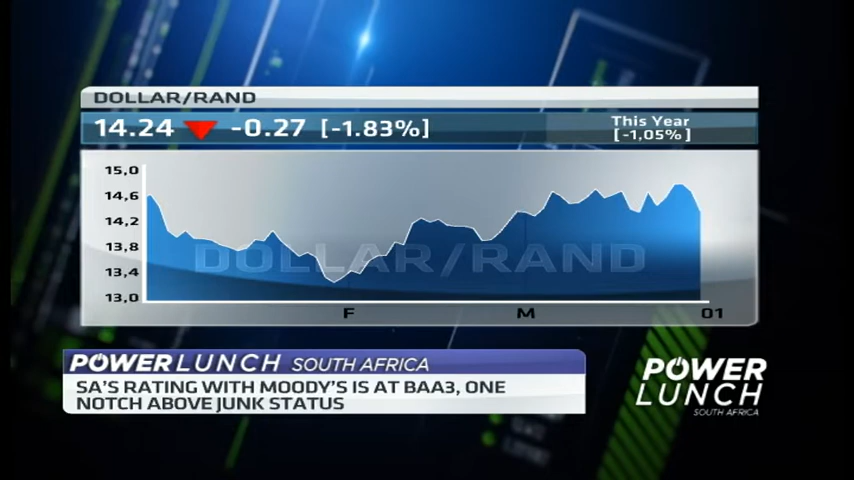 DOLLAR/RAND
14.24 -0.27 [-1.83%]
This Year
[-1,05%]
15,0
14,6
14,2
13,8
13,4
13,0
DOLLAR/RAND
F M 01
POWER LUNCH SOUTH AFRICA
SA'S RATING WITH MOODY'S IS AT BAA3, ONE
NOTCH ABOVE JUNK STATUS
POWER
LUNCH
SOUTH AFRICA